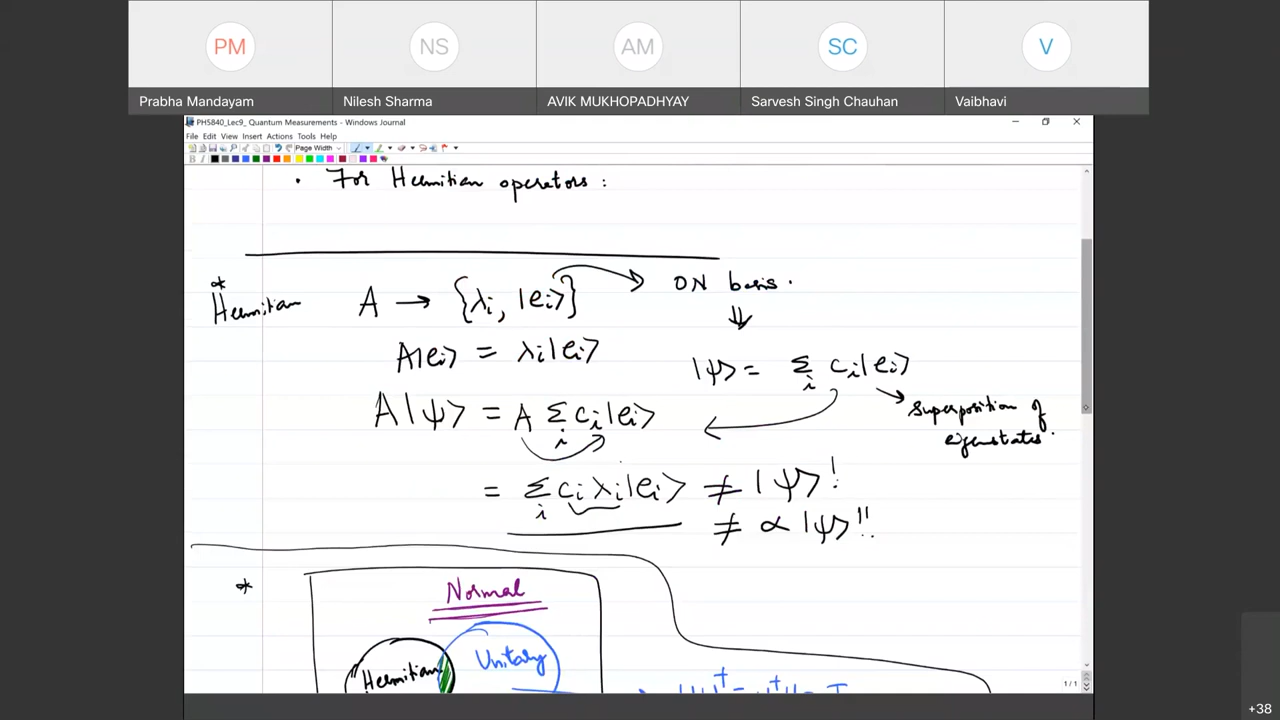 PM NS AM SC V
Prabha Mandayam Nilesh Sharma AVIK MUKHOPADHYAY Sarvesh Singh Chauhan Vaibhavi
PH5840_Lec9_ Quantum Measurements - Windows Journal
File Edit View Insert Actions Tools Help
Page Width
B I
• For Hermitian operators :
* Hermitian A → {λi, |ei>} ON basis.
⇓
A|ei> = λi|ei>
|ψ> = Σi ci|ei>
Superposition of
eigenstates.
A|ψ> = A Σi ci|ei>
= Σi ci λi|ei> ≠ |ψ>!
≠ α |ψ>!!
* Normal
Hermitian Unitary
1 / 1
+38